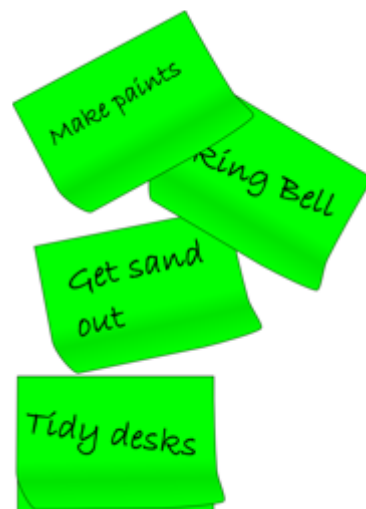 Make paints
Ring Bell
Get sand
out
Tidy desks